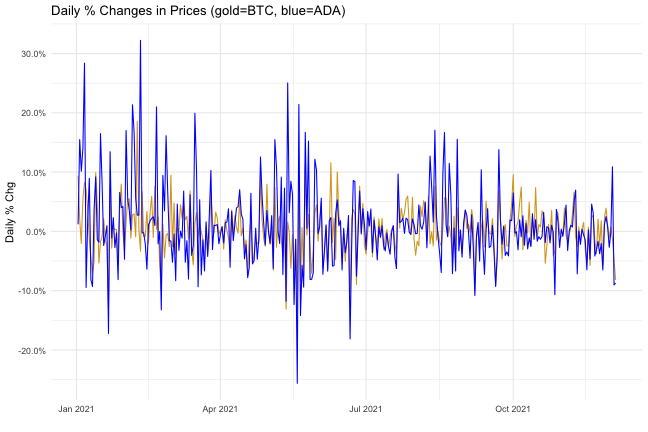 Daily % Changes in Prices (gold=BTC, blue=ADA)
30.0%
20.0%
10.0%
0.0%
-10.0%
-20.0%
Daily % Chg
Jan 2021 Apr 2021 Jul 2021 Oct 2021